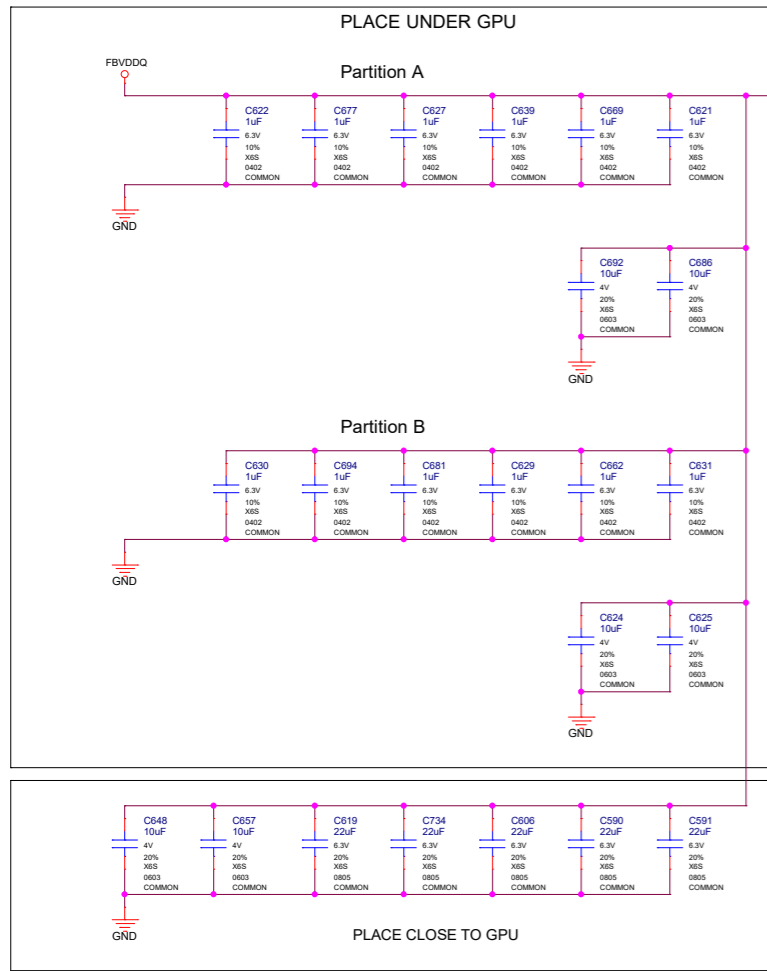 PLACE UNDER GPU
FBVDDQ
Partition A
C622 C677 C627 C639 C669 C621
1uF 1uF 1uF 1uF 1uF 1uF
6.3V 6.3V 6.3V 6.3V 6.3V 6.3V
10% 10% 10% 10% 10% 10%
X6S X6S X6S X6S X6S X6S
0402 0402 0402 0402 0402 0402
COMMON COMMON COMMON COMMON COMMON COMMON
GND
C692 C686
10uF 10uF
4V 4V
20% 20%
X6S X6S
0603 0603
COMMON COMMON
GND
Partition B
C630 C694 C681 C629 C662 C631
1uF 1uF 1uF 1uF 1uF 1uF
6.3V 6.3V 6.3V 6.3V 6.3V 6.3V
10% 10% 10% 10% 10% 10%
X6S X6S X6S X6S X6S X6S
0402 0402 0402 0402 0402 0402
COMMON COMMON COMMON COMMON COMMON COMMON
GND
C624 C625
10uF 10uF
4V 4V
20% 20%
X6S X6S
0603 0603
COMMON COMMON
GND
C648 C657 C619 C734 C606 C590 C591
10uF 10uF 22uF 22uF 22uF 22uF 22uF
4V 4V 6.3V 6.3V 6.3V 6.3V 6.3V
20% 20% 20% 20% 20% 20% 20%
X6S X6S X6S X6S X6S X6S X6S
0603 0603 0805 0805 0805 0805 0805
COMMON COMMON COMMON COMMON COMMON COMMON COMMON
GND
PLACE CLOSE TO GPU